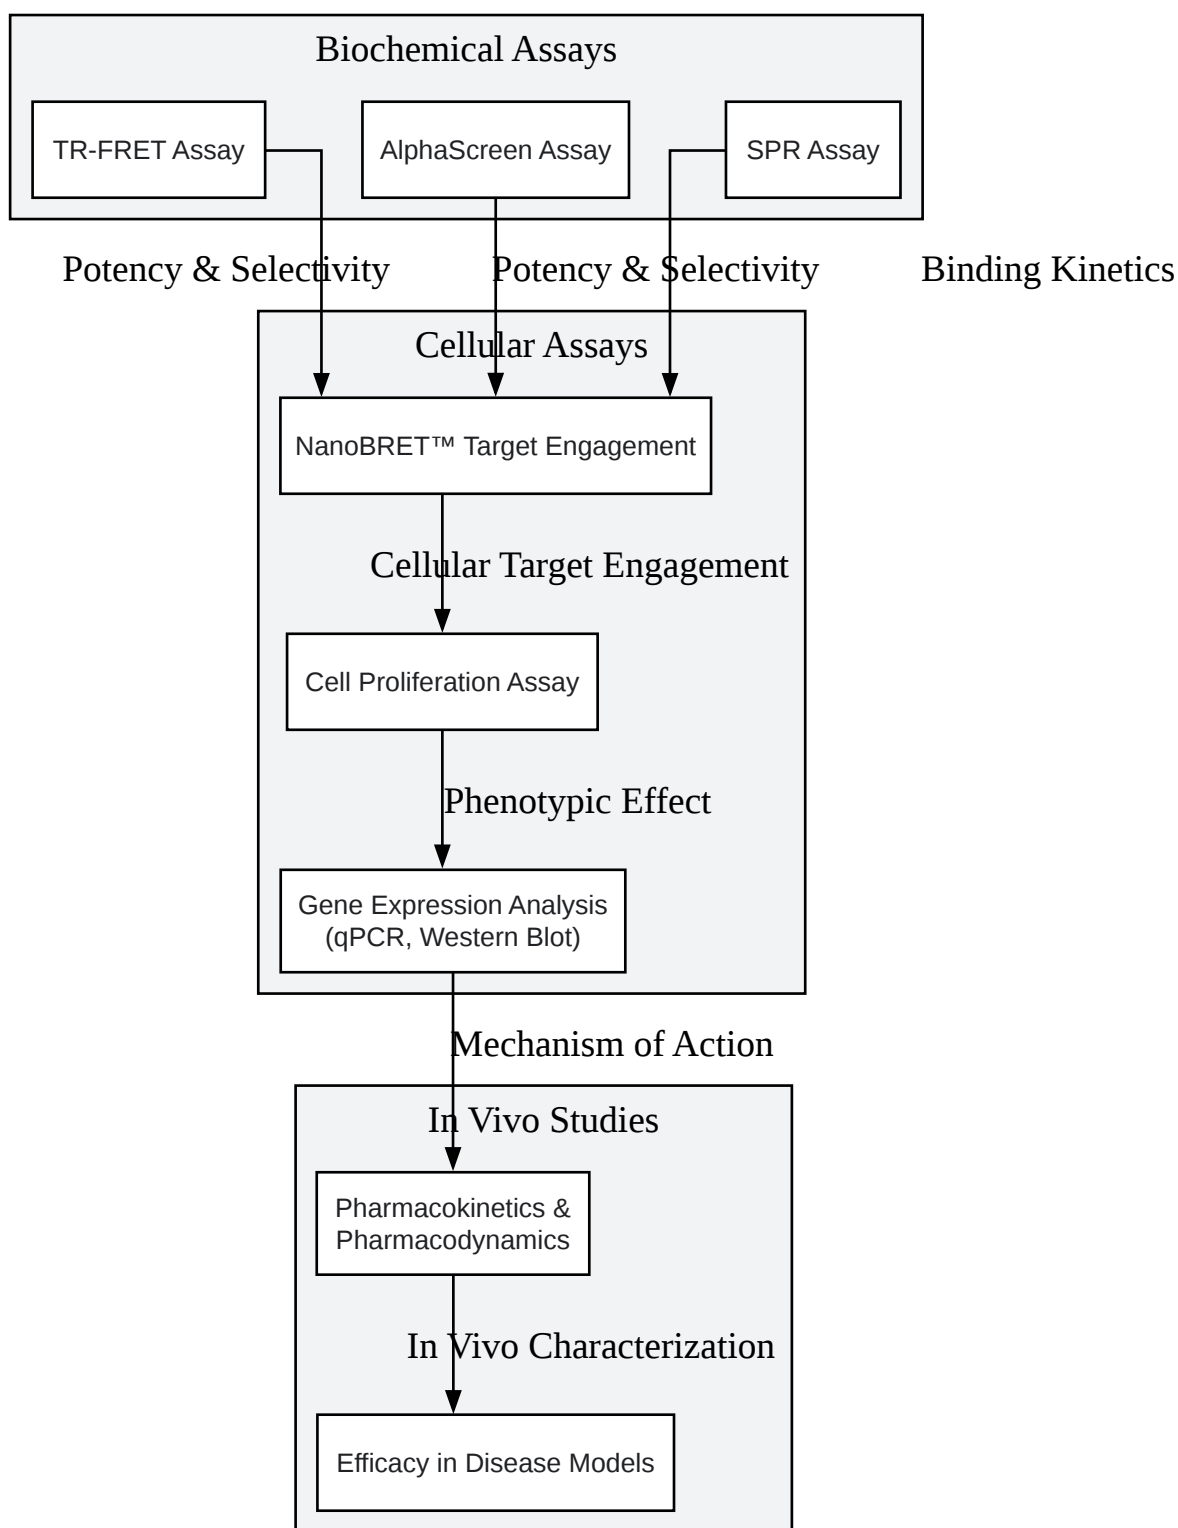 Biochemical Assays
TR-FRET Assay
AlphaScreen Assay
SPR Assay
Potency & Selectivity
Potency & Selectivity
Binding Kinetics
Cellular Assays
NanoBRET™ Target Engagement
Cellular Target Engagement
Cell Proliferation Assay
Phenotypic Effect
Gene Expression Analysis
(qPCR, Western Blot)
Mechanism of Action
In Vivo Studies
Pharmacokinetics &
Pharmacodynamics
In Vivo Characterization
Efficacy in Disease Models